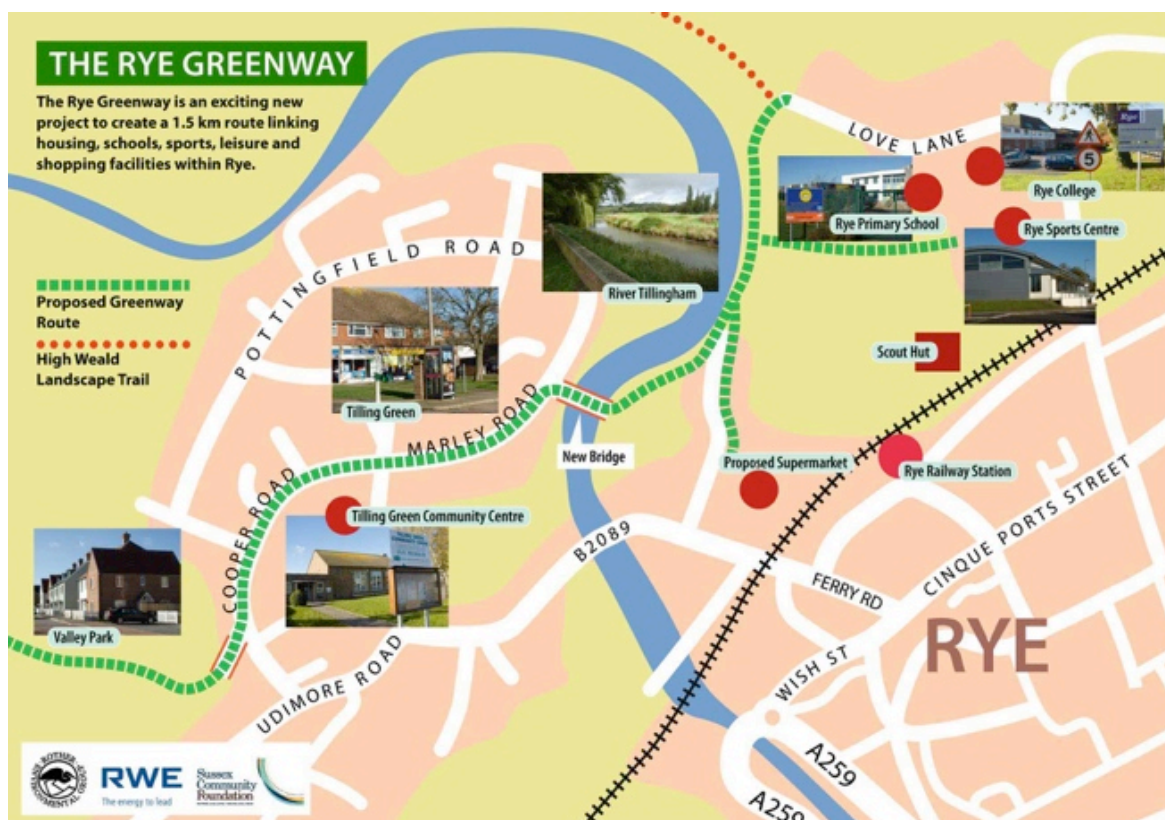 THE RYE GREENWAY
The Rye Greenway is an exciting new
project to create a 1.5 km route linking
housing, schools, sports, leisure and
shopping facilities within Rye.
LOVE LANE
Rye
5
Rye College
Rye Primary School
Rye Sports Centre
POTTINGFIELD ROAD
River Tillingham
Proposed Greenway
Route
High Weald
Landscape Trail
Scout Hut
Tilling Green
MARLEY ROAD
New Bridge
Proposed Supermarket
Rye Railway Station
COOPER ROAD
Tilling Green Community Centre
B2089
CINQUE PORTS STREET
FERRY RD
Valley Park
RYE
UDIMORE ROAD
WISH ST
A259
A259
RWE
The energy to lead
Sussex
Community
Foundation